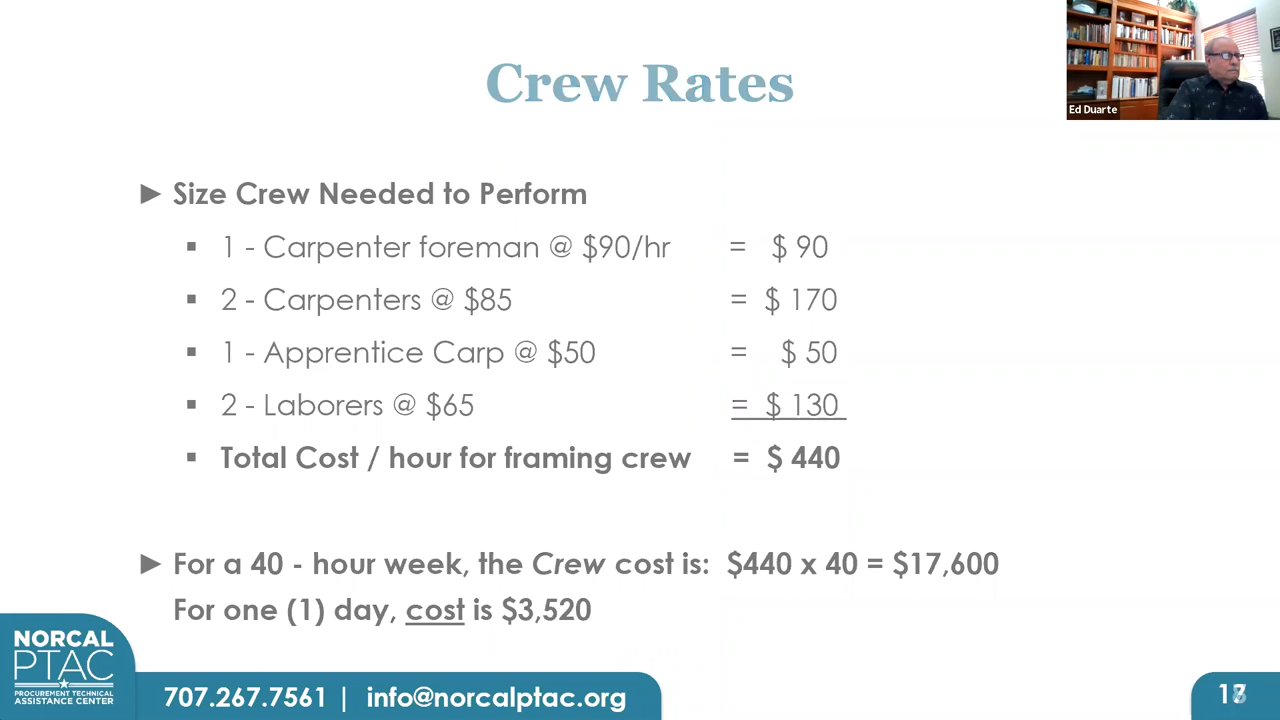 Crew Rates
Ed Duarte
► Size Crew Needed to Perform
▪ 1 - Carpenter foreman @ $90/hr = $ 90
▪ 2 - Carpenters @ $85 = $ 170
▪ 1 - Apprentice Carp @ $50 = $ 50
▪ 2 - Laborers @ $65 = $ 130
▪ Total Cost / hour for framing crew = $ 440
► For a 40 - hour week, the Crew cost is: $440 x 40 = $17,600
For one (1) day, cost is $3,520
NORCAL
PTAC
PROCUREMENT TECHNICAL
ASSISTANCE CENTER
707.267.7561 | info@norcalptac.org